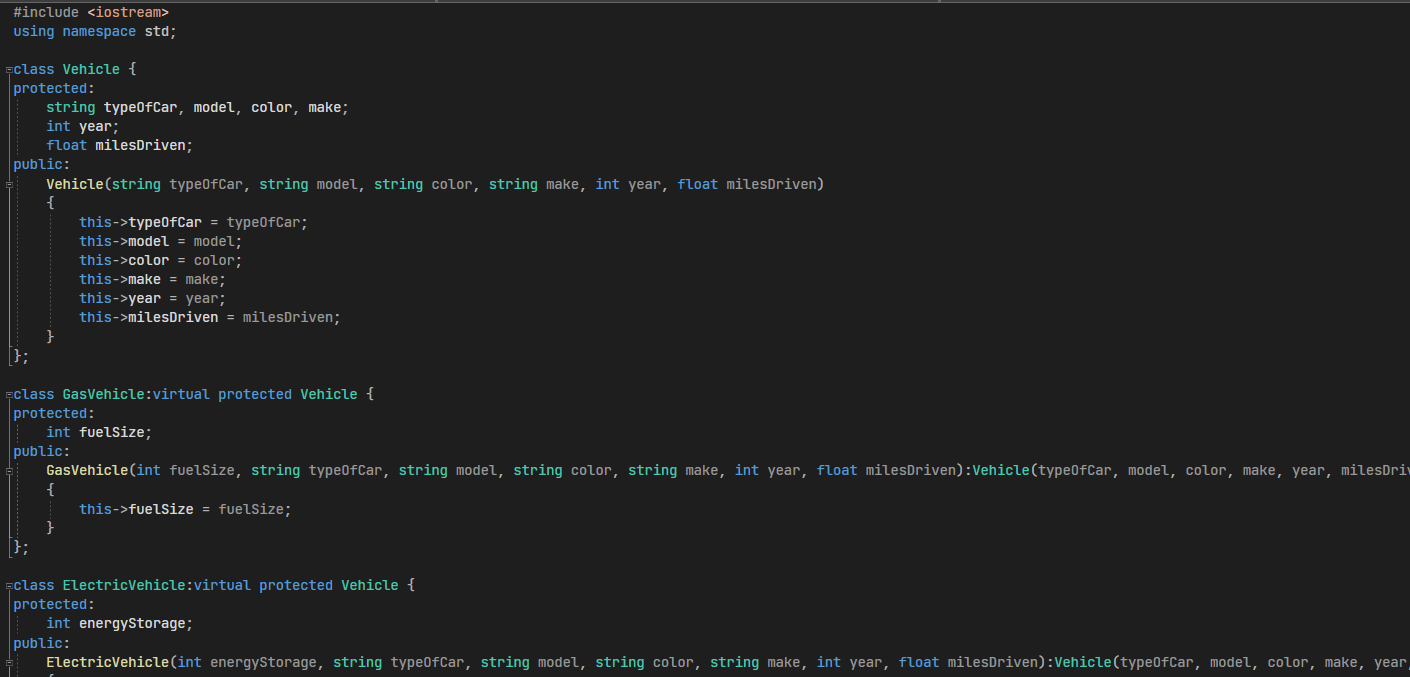 #include <iostream>
using namespace std;
class Vehicle {
protected:
    string typeOfCar, model, color, make;
    int year;
    float milesDriven;
public:
    Vehicle(string typeOfCar, string model, string color, string make, int year, float milesDriven)
    {
        this->typeOfCar = typeOfCar;
        this->model = model;
        this->color = color;
        this->make = make;
        this->year = year;
        this->milesDriven = milesDriven;
    }
};
class GasVehicle:virtual protected Vehicle {
protected:
    int fuelSize;
public:
    GasVehicle(int fuelSize, string typeOfCar, string model, string color, string make, int year, float milesDriven):Vehicle(typeOfCar, model, color, make, year, milesDriv
    {
        this->fuelSize = fuelSize;
    }
};
class ElectricVehicle:virtual protected Vehicle {
protected:
    int energyStorage;
public:
    ElectricVehicle(int energyStorage, string typeOfCar, string model, string color, string make, int year, float milesDriven):Vehicle(typeOfCar, model, color, make, year,
    {